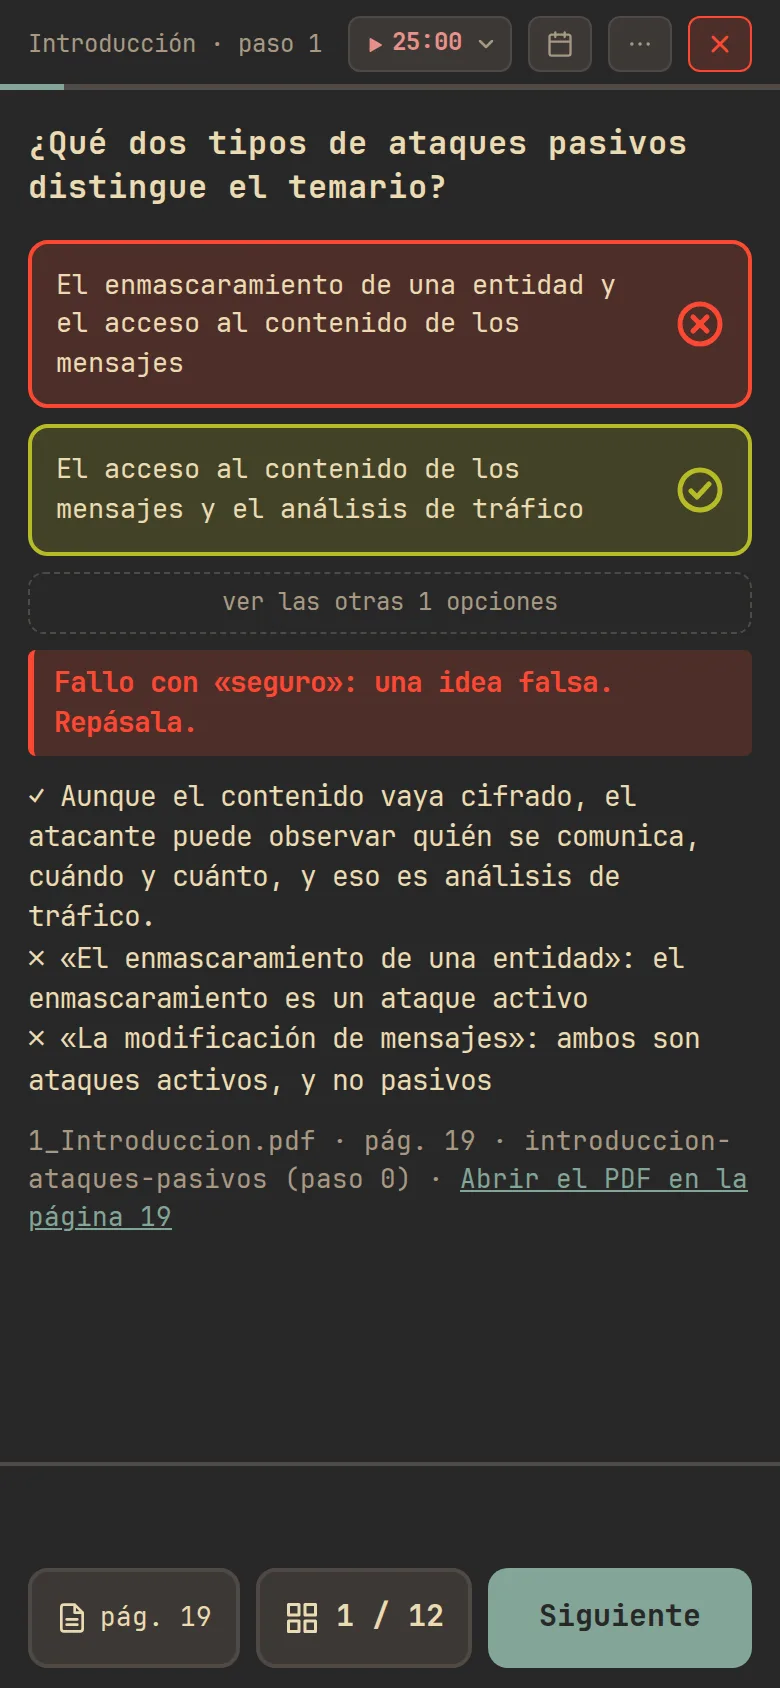 Introducción · paso 1
25:00
¿Qué dos tipos de ataques pasivos
distingue el temario?
El enmascaramiento de una entidad y
el acceso al contenido de los
mensajes
El acceso al contenido de los
mensajes y el análisis de tráfico
ver las otras 1 opciones
Fallo con «seguro»: una idea falsa.
Repásala.
✓ Aunque el contenido vaya cifrado, el
atacante puede observar quién se comunica,
cuándo y cuánto, y eso es análisis de
tráfico.
✕ «El enmascaramiento de una entidad»: el
enmascaramiento es un ataque activo
✕ «La modificación de mensajes»: ambos son
ataques activos, y no pasivos
1_Introduccion.pdf · pág. 19 · introduccion-
ataques-pasivos (paso 0) · Abrir el PDF en la
página 19
pág. 19
1 / 12
Siguiente